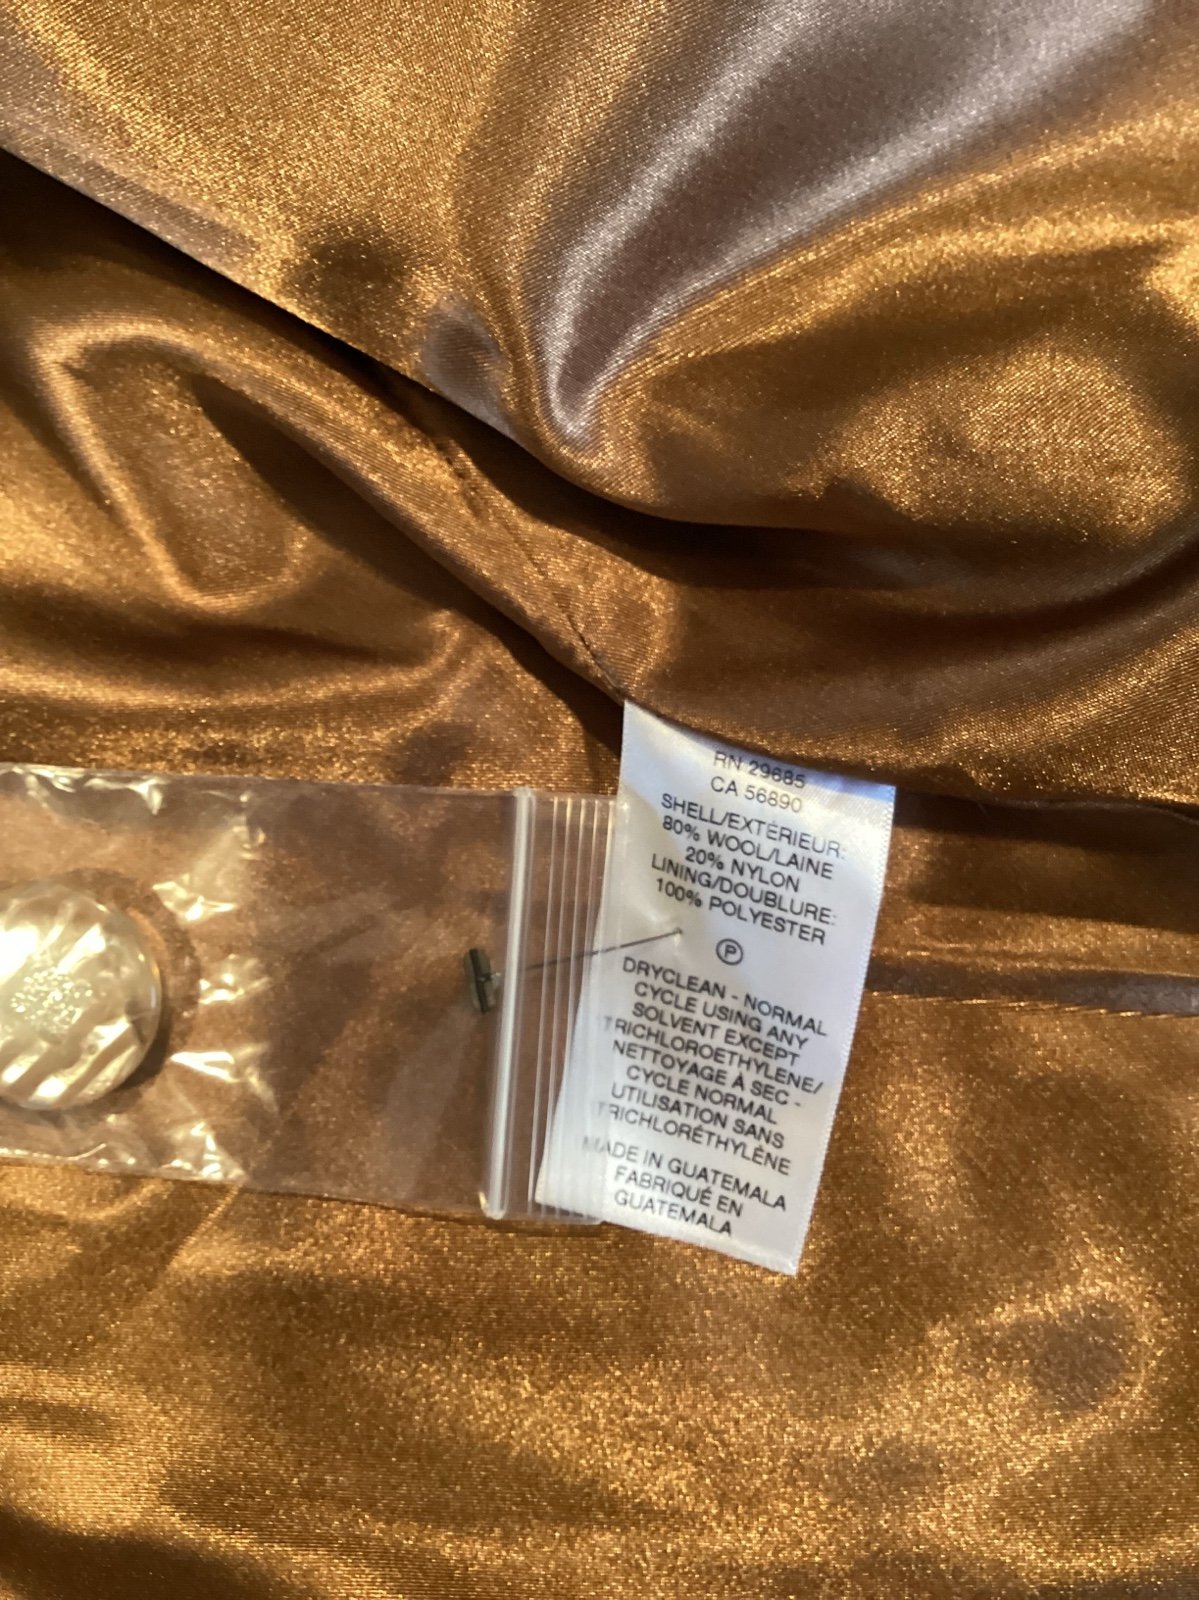 RN 29685
CA 56890
SHELL/EXTÉRIEUR:
80% WOOL/LAINE
20% NYLON
LINING/DOUBLURE:
100% POLYESTER
P
DRYCLEAN - NORMAL
CYCLE USING ANY
SOLVENT EXCEPT
TRICHLOROETHYLENE/
NETTOYAGE À SEC -
CYCLE NORMAL
UTILISATION SANS
TRICHLORÉTHYLÈNE
MADE IN GUATEMALA
FABRIQUÉ EN
GUATEMALA